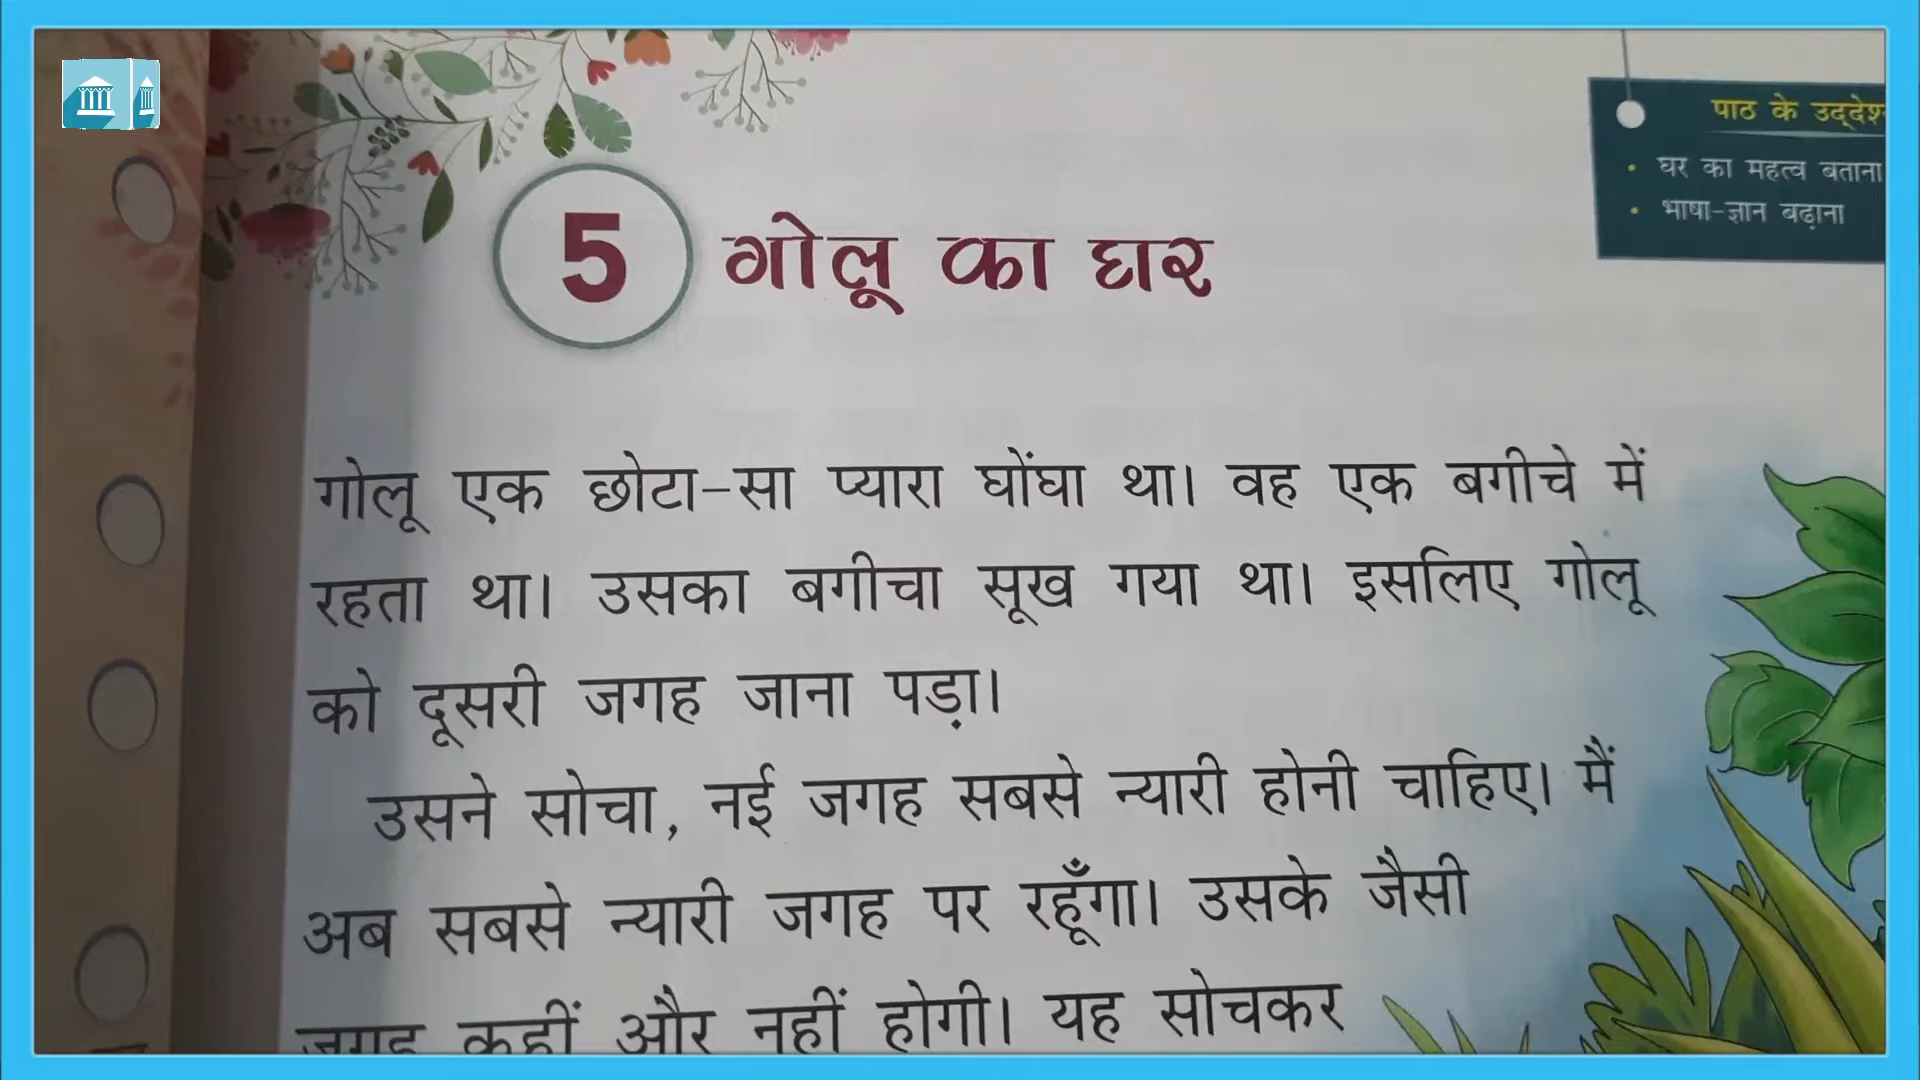 पाठ के उद्देश
• घर का महत्व बताना
• भाषा-ज्ञान बढ़ाना
5 गोलू का घर
गोलू एक छोटा-सा प्यारा घोंघा था। वह एक बगीचे में
रहता था। उसका बगीचा सूख गया था। इसलिए गोलू
को दूसरी जगह जाना पड़ा।
उसने सोचा, नई जगह सबसे न्यारी होनी चाहिए। मैं
अब सबसे न्यारी जगह पर रहूँगा। उसके जैसी
जगह कहीं और नहीं होगी। यह सोचकर